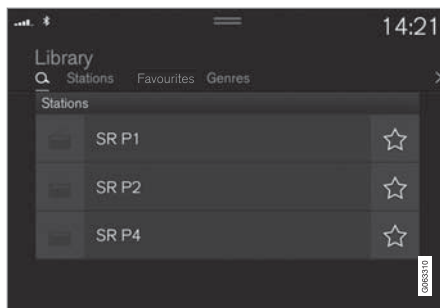 14:21
Library
Stations Favourites Genres
Stations
SR P1
SR P2
SR P4
G063310